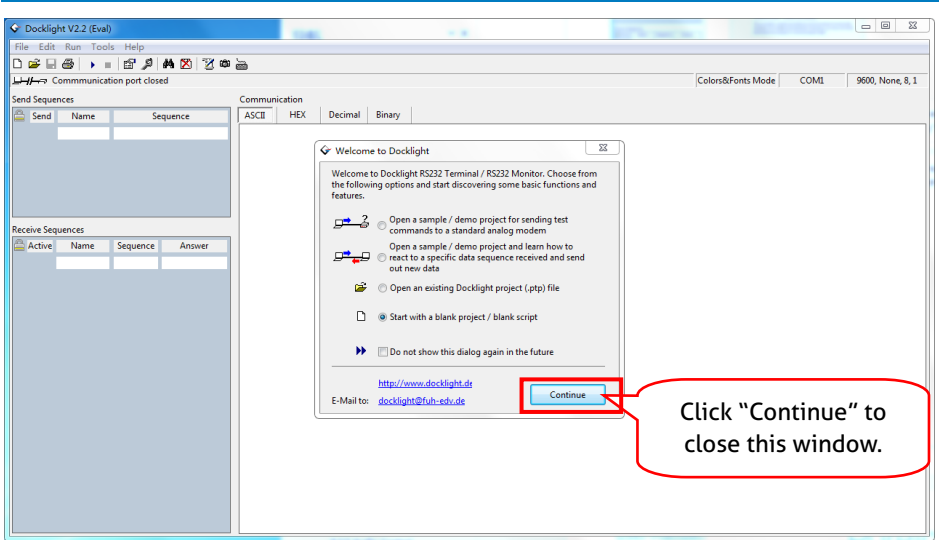 Docklight V2.2 (Eval)
File Edit Run Tools Help
Commmunication port closed
Colors&Fonts Mode COM1 9600, None, 8, 1
Send Sequences
Send Name Sequence
Communication
ASCII HEX Decimal Binary
Receive Sequences
Active Name Sequence Answer
Welcome to Docklight
Welcome to Docklight RS232 Terminal / RS232 Monitor. Choose from
the following options and start discovering some basic functions and
features.
Open a sample / demo project for sending test
commands to a standard analog modem
Open a sample / demo project and learn how to
react to a specific data sequence received and send
out new data
Open an existing Docklight project (.ptp) file
Start with a blank project / blank script
Do not show this dialog again in the future
http://www.docklight.de
E-Mail to: docklight@fuh-edv.de
Continue
Click “Continue” to
close this window.